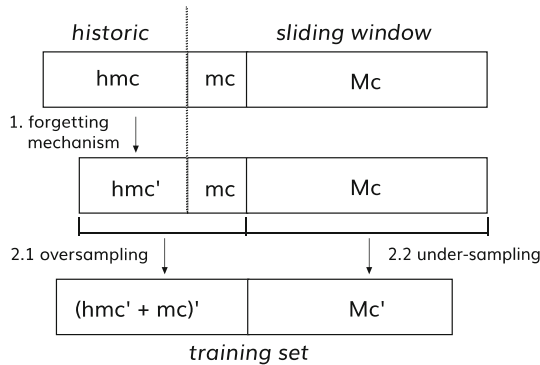 historic
sliding window
hmc
mc
Mc
1. forgetting
mechanism
hmc'
mc
Mc
2.1 oversampling
2.2 under-sampling
(hmc' + mc)'
Mc'
training set